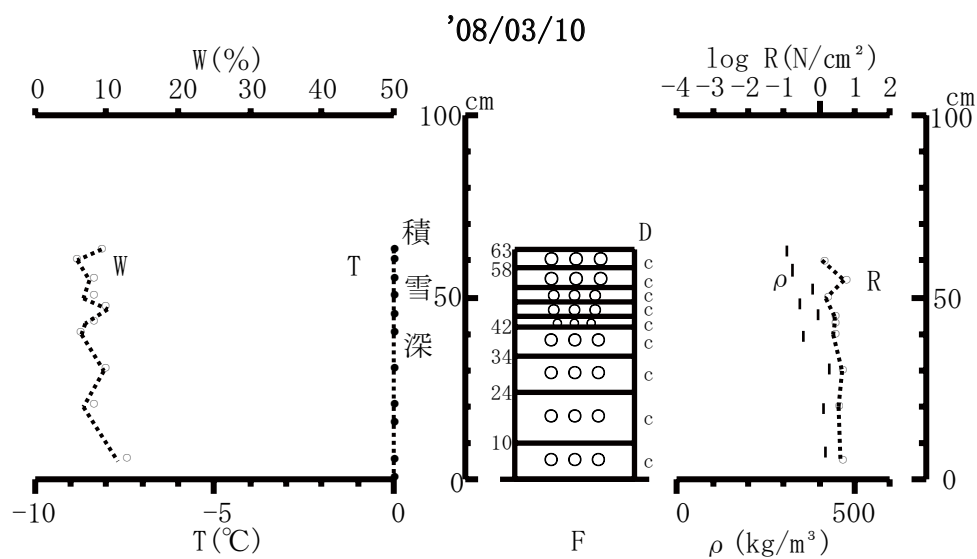 '08/03/10
W(%)
log R(N/cm²)
0 10 20 30 40 50
-4 -3 -2 -1 0 1 2
cm
cm
100
100
積
雪
深
W
T
D
ρ
R
63
58
50
50
42
34
24
10
c
c
c
c
c
c
c
c
c
0
0
-10 -5 0
0 500
T(℃)
F
ρ (kg/m³)